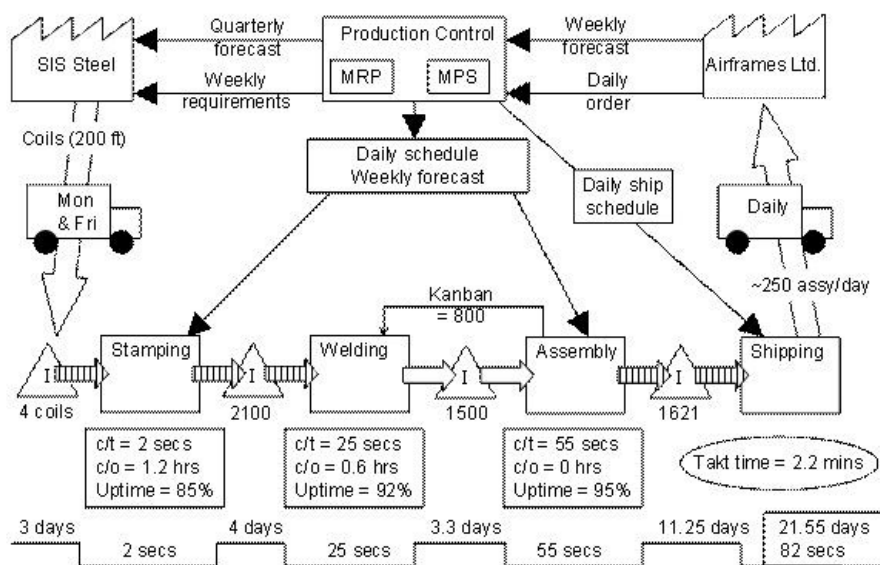 Quarterly
forecast
Production Control
Weekly
forecast
SIS Steel
MRP
MPS
Airframes Ltd.
Weekly
requirements
Daily
order
Coils (200 ft)
Daily schedule
Weekly forecast
Mon
& Fri
Daily ship
schedule
Daily
~250 assy/day
Kanban
= 800
Stamping
Welding
Assembly
Shipping
I
I
I
I
4 coils
2100
1500
1621
c/t = 2 secs
c/o = 1.2 hrs
Uptime = 85%
c/t = 25 secs
c/o = 0.6 hrs
Uptime = 92%
c/t = 55 secs
c/o = 0 hrs
Uptime = 95%
Takt time = 2.2 mins
3 days
4 days
3.3 days
11.25 days
21.55 days
2 secs
25 secs
55 secs
82 secs